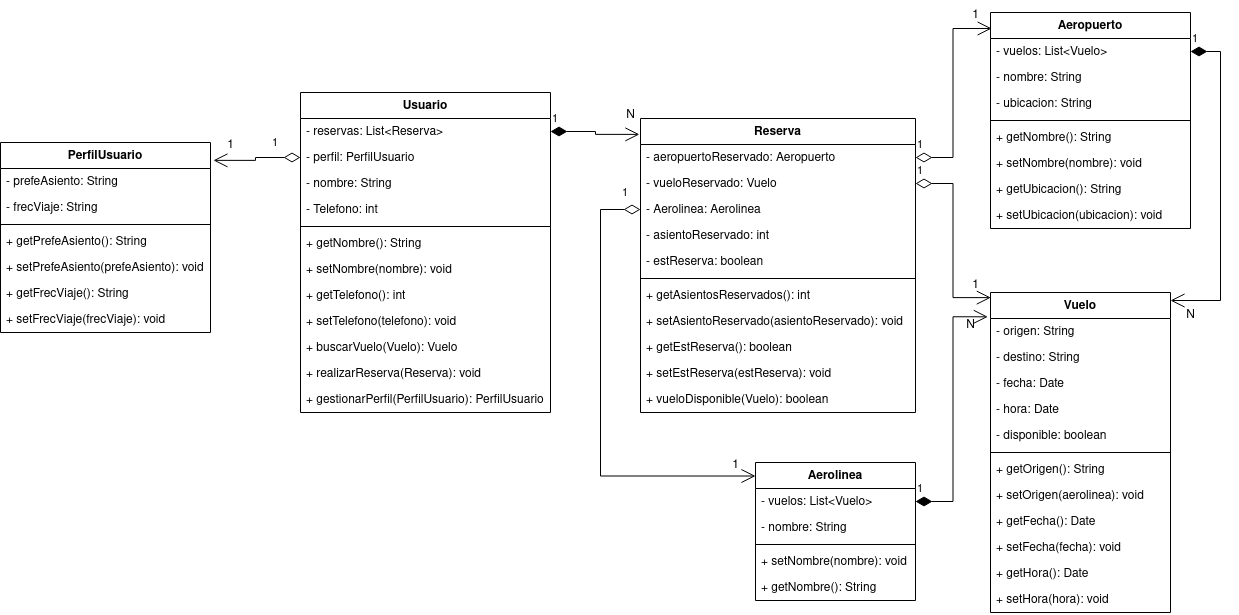 PerfilUsuario
- prefeAsiento: String
- frecViaje: String
+ getPrefeAsiento(): String
+ setPrefeAsiento(prefeAsiento): void
+ getFrecViaje(): String
+ setFrecViaje(frecViaje): void
1
1
Usuario
- reservas: List<Reserva>
- perfil: PerfilUsuario
- nombre: String
- Telefono: int
+ getNombre(): String
+ setNombre(nombre): void
+ getTelefono(): int
+ setTelefono(telefono): void
+ buscarVuelo(Vuelo): Vuelo
+ realizarReserva(Reserva): void
+ gestionarPerfil(PerfilUsuario): PerfilUsuario
1
N
Reserva
- aeropuertoReservado: Aeropuerto
- vueloReservado: Vuelo
- Aerolinea: Aerolinea
- asientoReservado: int
- estReserva: boolean
+ getAsientosReservados(): int
+ setAsientoReservado(asientoReservado): void
+ getEstReserva(): boolean
+ setEstReserva(estReserva): void
+ vueloDisponible(Vuelo): boolean
1
1
1
1
Aeropuerto
- vuelos: List<Vuelo>
- nombre: String
- ubicacion: String
+ getNombre(): String
+ setNombre(nombre): void
+ getUbicacion(): String
+ setUbicacion(ubicacion): void
1
N
1
N
Vuelo
- origen: String
- destino: String
- fecha: Date
- hora: Date
- disponible: boolean
+ getOrigen(): String
+ setOrigen(aerolinea): void
+ getFecha(): Date
+ setFecha(fecha): void
+ getHora(): Date
+ setHora(hora): void
1
Aerolinea
- vuelos: List<Vuelo>
- nombre: String
+ setNombre(nombre): void
+ getNombre(): String
1